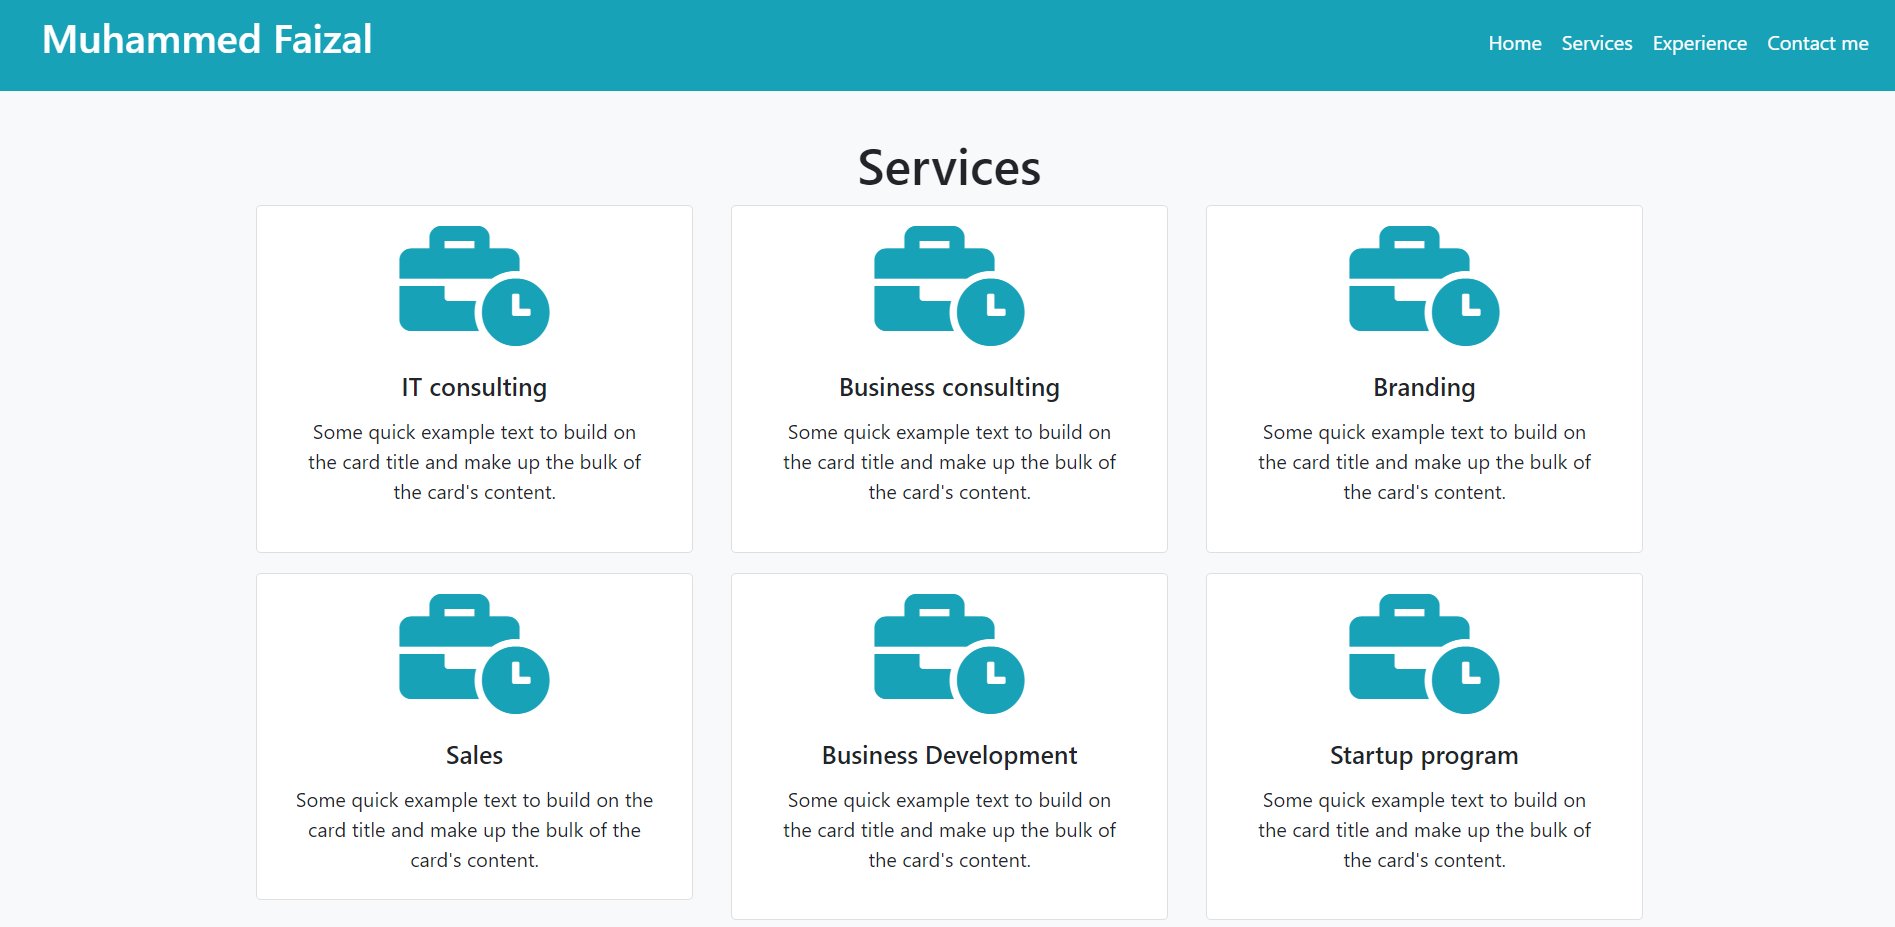 Muhammed Faizal
Home Services Experience Contact me
Services
IT consulting
Some quick example text to build on
the card title and make up the bulk of
the card's content.
Business consulting
Some quick example text to build on
the card title and make up the bulk of
the card's content.
Branding
Some quick example text to build on
the card title and make up the bulk of
the card's content.
Sales
Some quick example text to build on the
card title and make up the bulk of the
card's content.
Business Development
Some quick example text to build on
the card title and make up the bulk of
the card's content.
Startup program
Some quick example text to build on
the card title and make up the bulk of
the card's content.